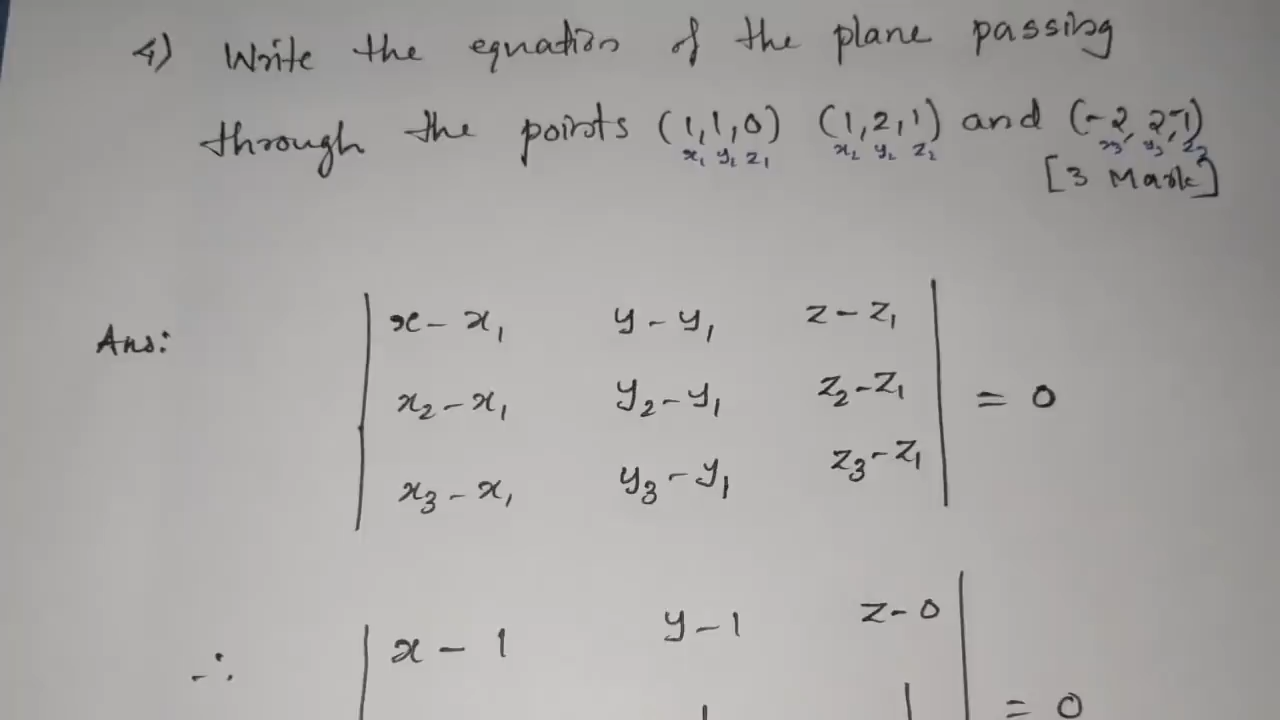 4) Write the equation of the plane passing
through the points (1,1,0) (1,2,1) and (-2, 2,-1)
x₁ y₁ z₁ x₂ y₂ z₂ x₃ y₃ z₃
[3 Mark]
Ans:
x - x₁ y - y₁ z - z₁
x₂ - x₁ y₂ - y₁ z₂ - z₁ = 0
x₃ - x₁ y₃ - y₁ z₃ - z₁
∴ x - 1 y - 1 z - 0
1 1 = 0